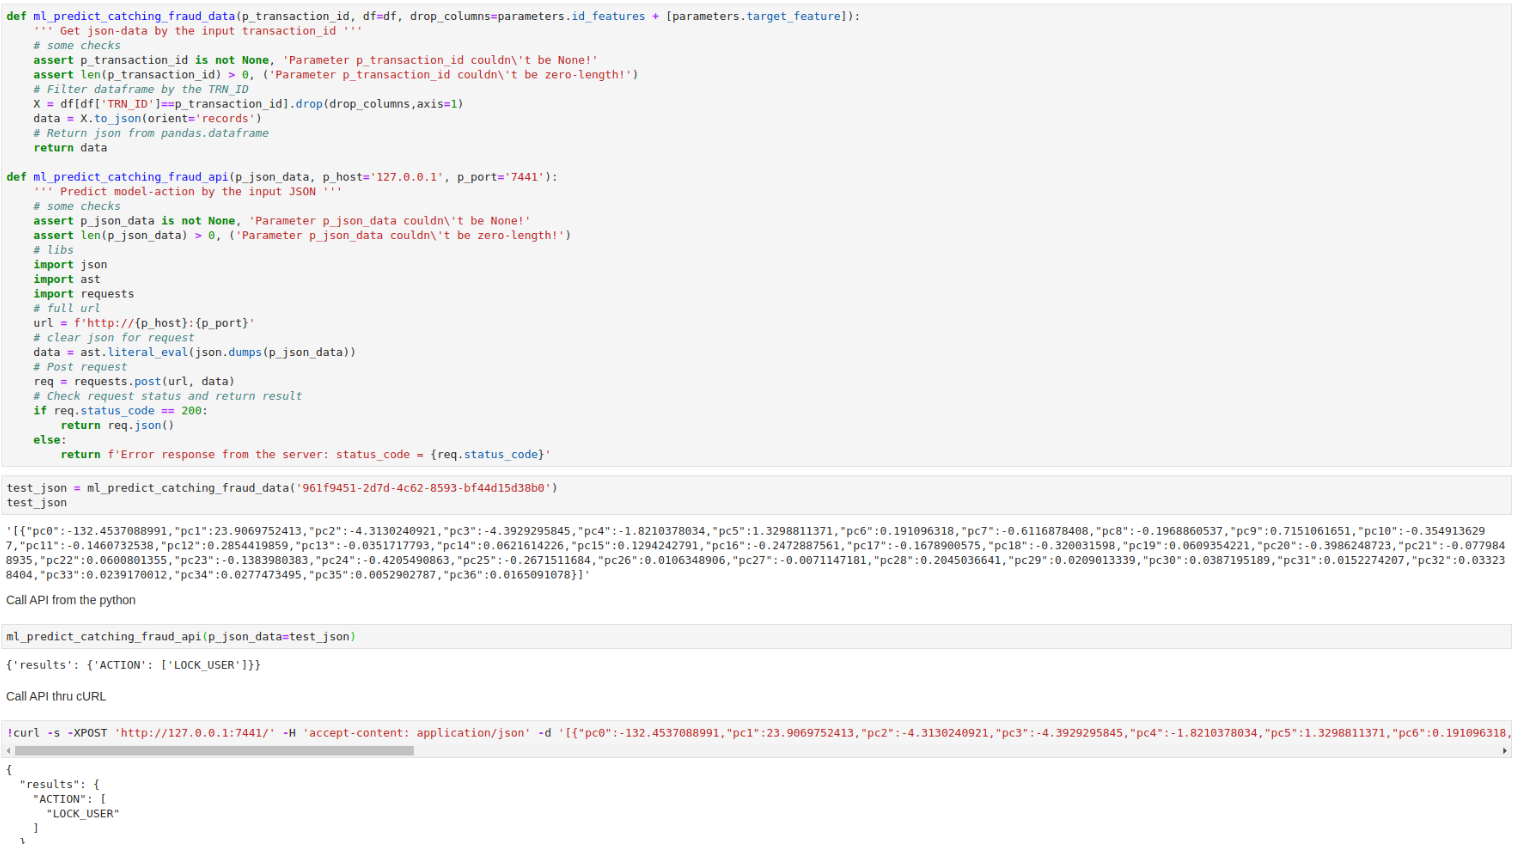 def ml_predict_catching_fraud_data(p_transaction_id, df=df, drop_columns=parameters.id_features + [parameters.target_feature]):
    ''' Get json-data by the input transaction_id '''
    # some checks
    assert p_transaction_id is not None, 'Parameter p_transaction_id couldn\'t be None!'
    assert len(p_transaction_id) > 0, ('Parameter p_transaction_id couldn\'t be zero-length!')
    # Filter dataframe by the TRN_ID
    X = df[df['TRN_ID']==p_transaction_id].drop(drop_columns,axis=1)
    data = X.to_json(orient='records')
    # Return json from pandas.dataframe
    return data

def ml_predict_catching_fraud_api(p_json_data, p_host='127.0.0.1', p_port='7441'):
    ''' Predict model-action by the input JSON '''
    # some checks
    assert p_json_data is not None, 'Parameter p_json_data couldn\'t be None!'
    assert len(p_json_data) > 0, ('Parameter p_json_data couldn\'t be zero-length!')
    # libs
    import json
    import ast
    import requests
    # full url
    url = f'http://{p_host}:{p_port}'
    # clear json for request
    data = ast.literal_eval(json.dumps(p_json_data))
    # Post request
    req = requests.post(url, data)
    # Check request status and return result
    if req.status_code == 200:
        return req.json()
    else:
        return f'Error response from the server: status_code = {req.status_code}'
test_json = ml_predict_catching_fraud_data('961f9451-2d7d-4c62-8593-bf44d15d38b0')
test_json
'[{"pc0":-132.4537088991,"pc1":23.9069752413,"pc2":-4.3130240921,"pc3":-4.3929295845,"pc4":-1.8210378034,"pc5":1.3298811371,"pc6":0.191096318,"pc7":-0.6116878408,"pc8":-0.1968860537,"pc9":0.7151061651,"pc10":-0.354913629
7,"pc11":-0.1460732538,"pc12":0.2854419859,"pc13":-0.0351717793,"pc14":0.0621614226,"pc15":0.1294242791,"pc16":-0.2472887561,"pc17":-0.1678900575,"pc18":-0.320031598,"pc19":0.0609354221,"pc20":-0.3986248723,"pc21":-0.077984
8935,"pc22":0.0600801355,"pc23":-0.1383980383,"pc24":-0.4205490863,"pc25":-0.2671511684,"pc26":0.0106348906,"pc27":-0.0071147181,"pc28":0.2045036641,"pc29":0.0209013339,"pc30":0.0387195189,"pc31":0.0152274207,"pc32":0.03323
8404,"pc33":0.0239170012,"pc34":0.0277473495,"pc35":0.0052902787,"pc36":0.0165091078}]'
Call API from the python
ml_predict_catching_fraud_api(p_json_data=test_json)
{'results': {'ACTION': ['LOCK_USER']}}
Call API thru cURL
!curl -s -XPOST 'http://127.0.0.1:7441/' -H 'accept-content: application/json' -d '[{"pc0":-132.4537088991,"pc1":23.9069752413,"pc2":-4.3130240921,"pc3":-4.3929295845,"pc4":-1.8210378034,"pc5":1.3298811371,"pc6":0.191096318,
{
  "results": {
    "ACTION": [
      "LOCK_USER"
    ]
  }